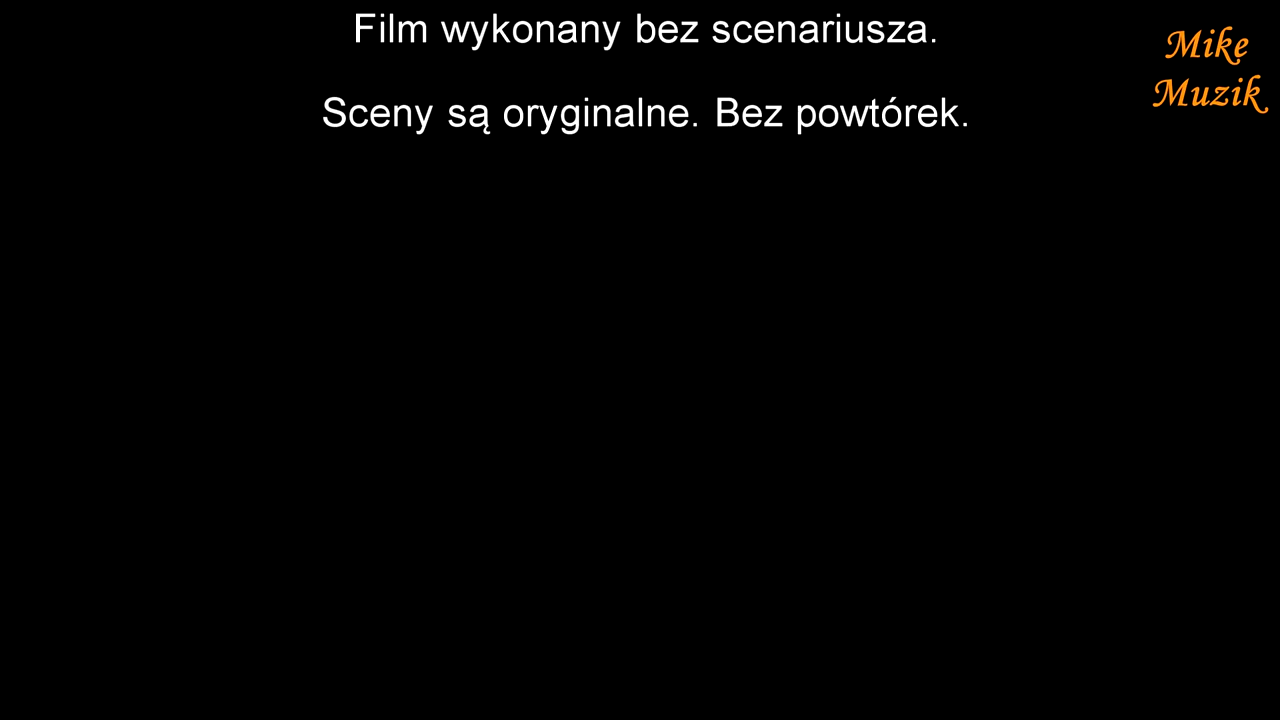 Film wykonany bez scenariusza.
Sceny są oryginalne. Bez powtórek.
Mike
Muzik